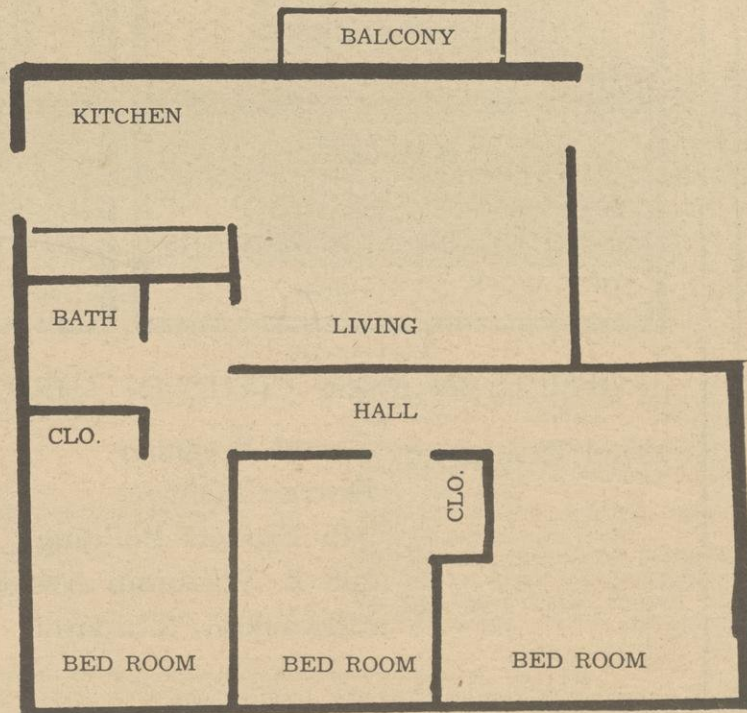 BALCONY
KITCHEN
BATH
LIVING
HALL
CLO.
CLO.
BED ROOM
BED ROOM
BED ROOM